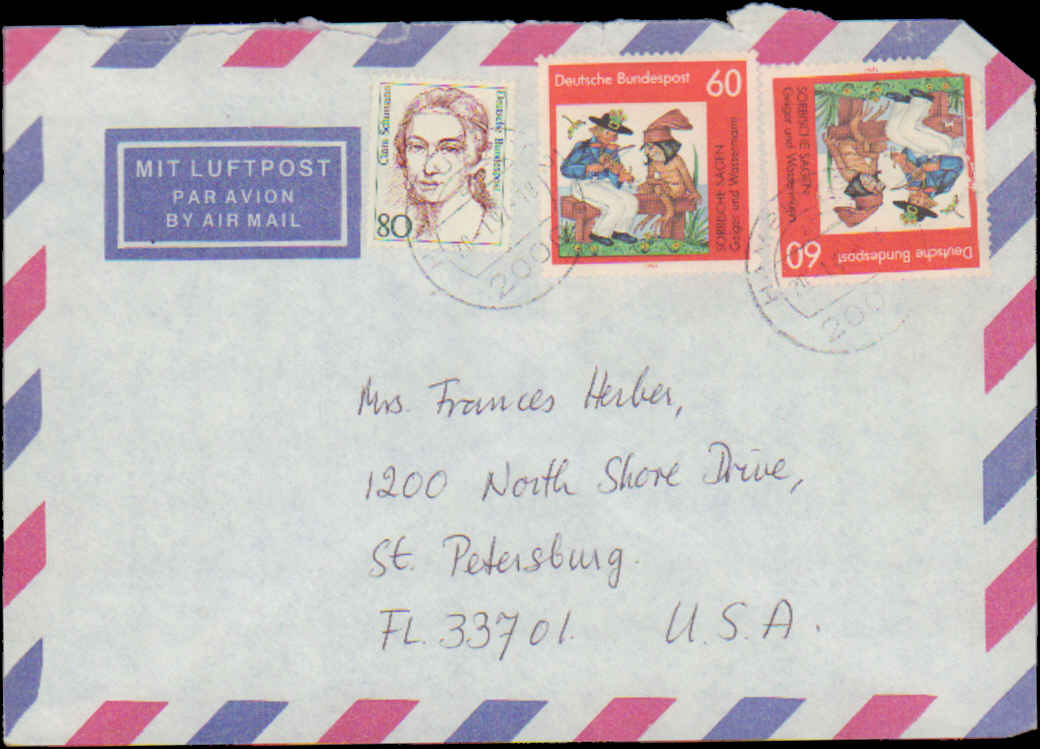 MIT LUFTPOST
PAR AVION
BY AIR MAIL
Clara Schumann
Deutsche Bundespost
80
Deutsche Bundespost
60
SORBISCHE SAGEN
Geiger und Wassermann
SORBISCHE SAGEN
Geiger und Wassermann
60
Deutsche Bundespost
2000
200
Mrs. Frances Herber,
1200 North Shore Drive,
St. Petersburg.
FL. 33701. U.S.A.